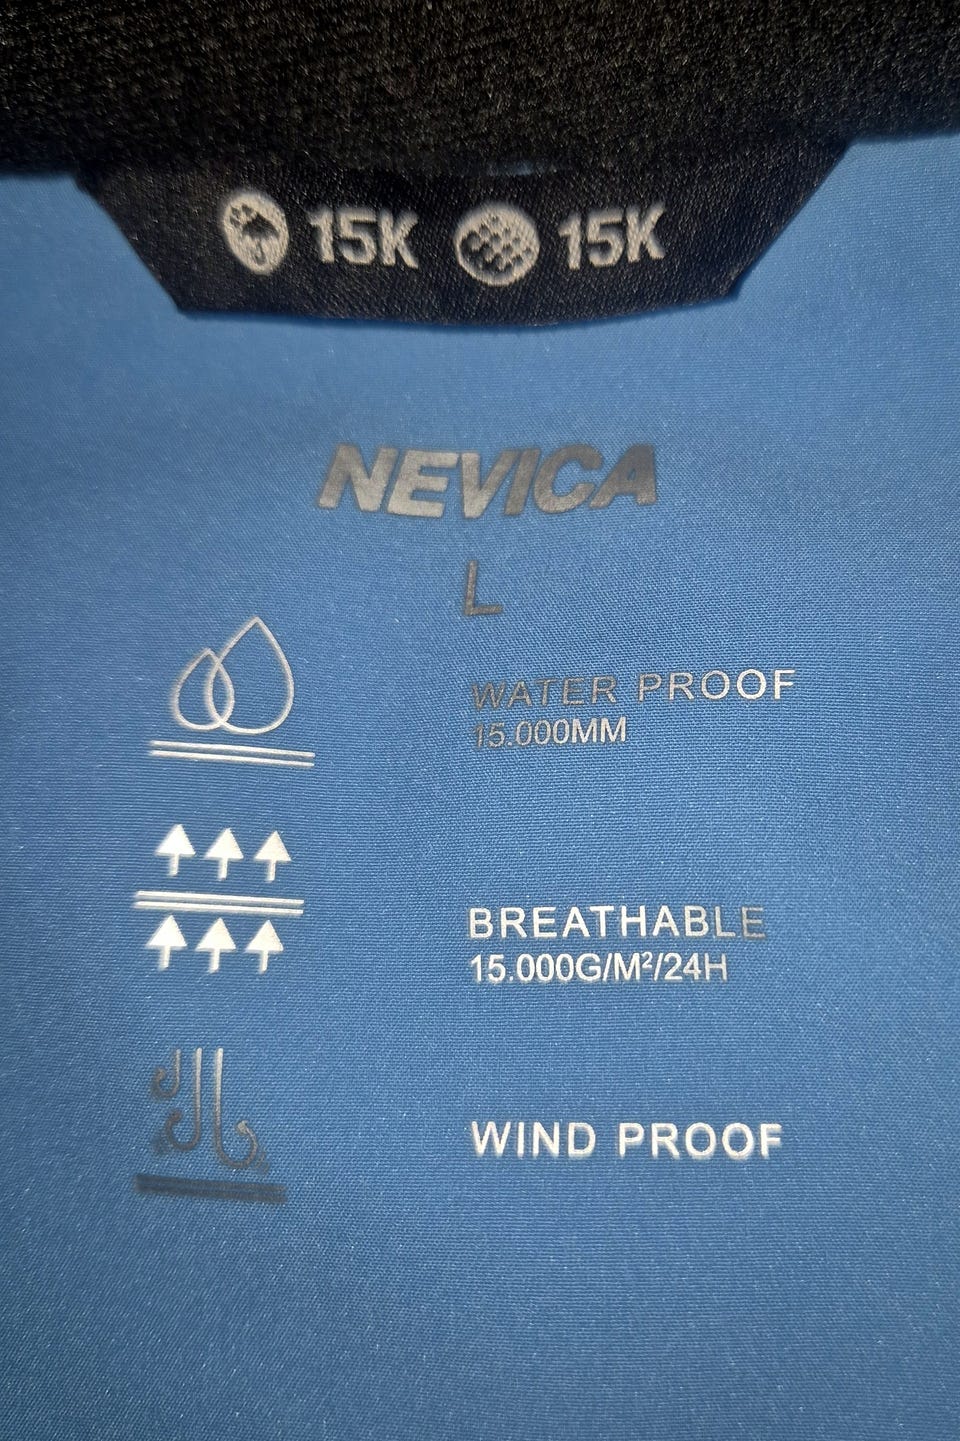 15K 15K
NEVICA
L
WATER PROOF
15.000MM
BREATHABLE
15.000G/M²/24H
WIND PROOF